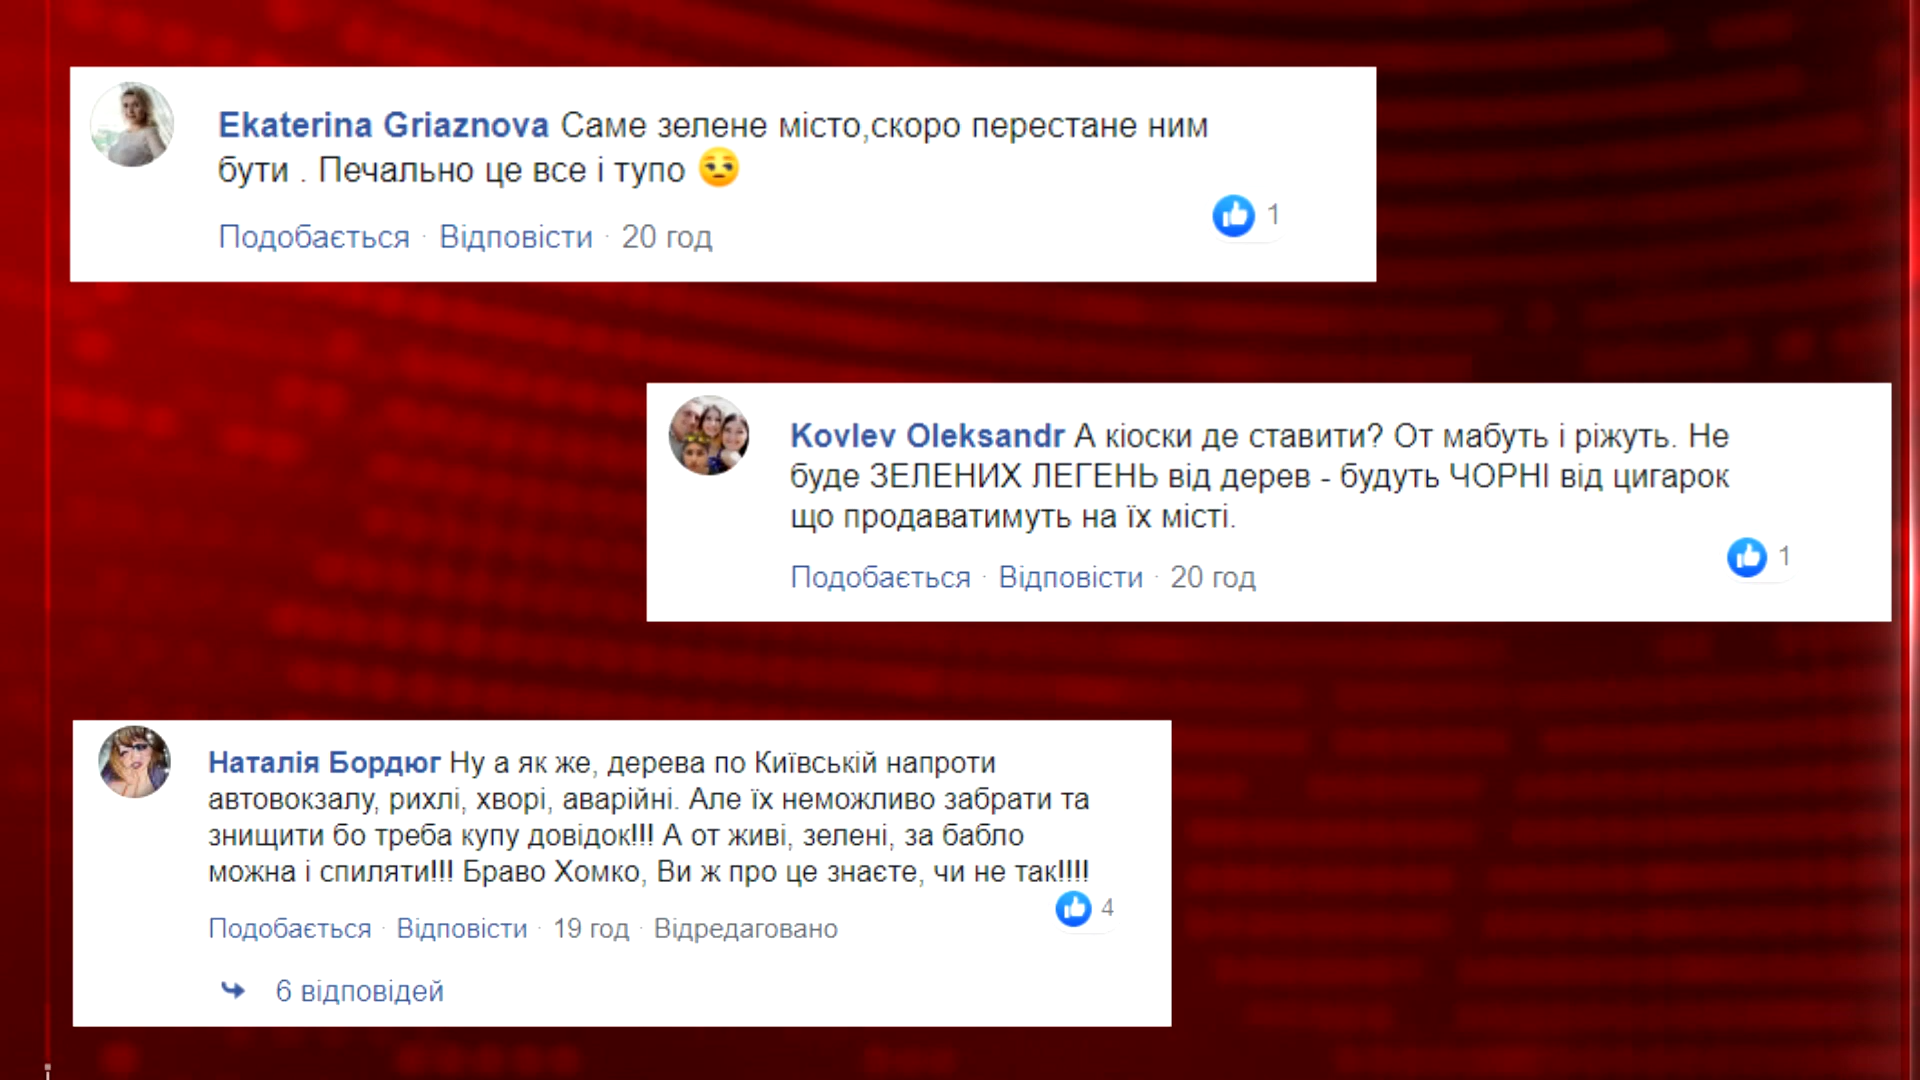 Ekaterina Griaznova Саме зелене місто,скоро перестане ним
бути . Печально це все і тупо 😒
1
Подобається · Відповісти · 20 год
Kovlev Oleksandr А кіоски де ставити? От мабуть і ріжуть. Не
буде ЗЕЛЕНИХ ЛЕГЕНЬ від дерев - будуть ЧОРНІ від цигарок
що продаватимуть на їх місті.
1
Подобається · Відповісти · 20 год
Наталія Бордюг Ну а як же, дерева по Київській напроти
автовокзалу, рихлі, хворі, аварійні. Але їх неможливо забрати та
знищити бо треба купу довідок!!! А от живі, зелені, за бабло
можна і спиляти!!! Браво Хомко, Ви ж про це знаєте, чи не так!!!!
4
Подобається · Відповісти · 19 год · Відредаговано
6 відповідей